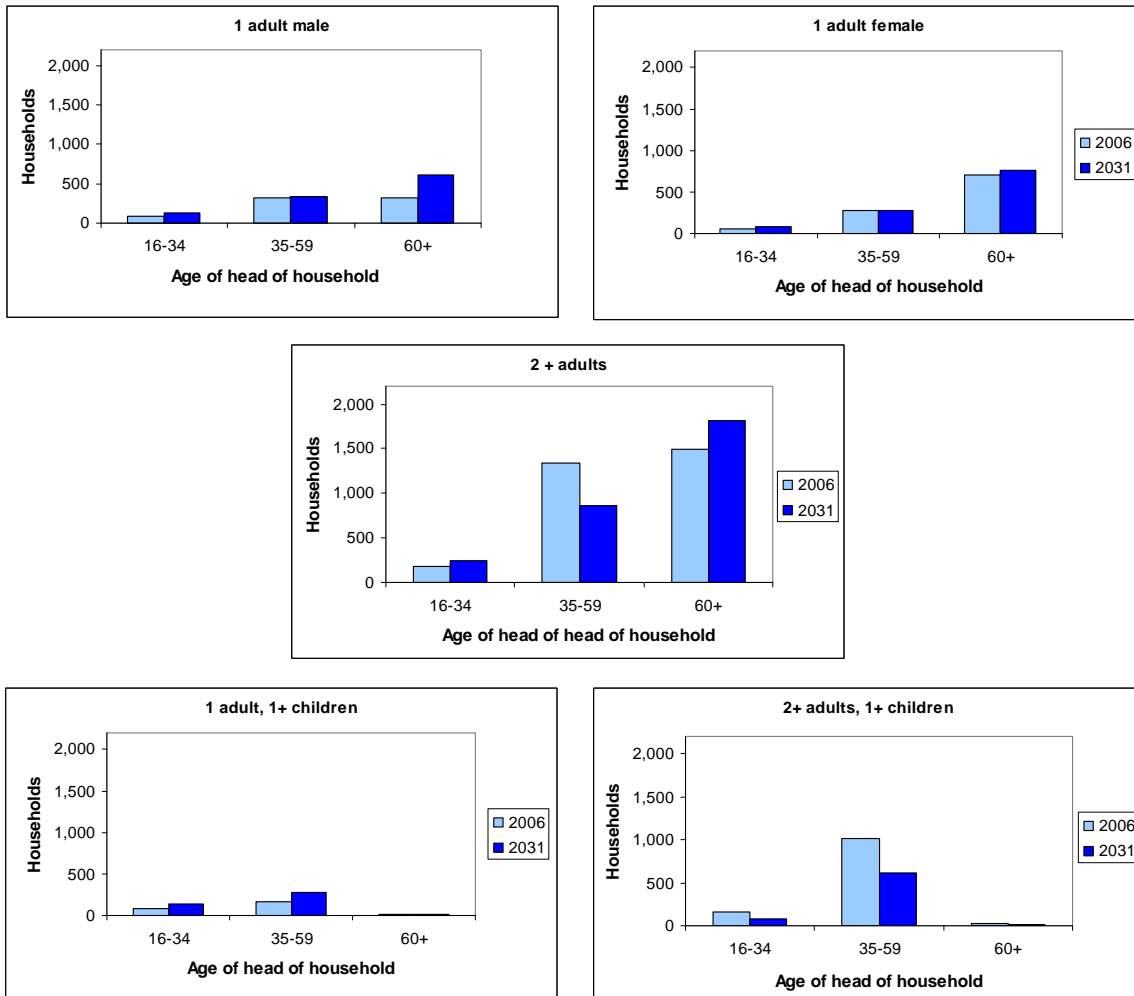 1 adult male
2,000
1,500
1,000
500
0
Households
16-34 35-59 60+
Age of head of household
1 adult female
2,000
1,500
1,000
500
0
Households
16-34 35-59 60+
Age of head of household
2006
2031
2 + adults
2,000
1,500
1,000
500
0
Households
16-34 35-59 60+
Age of head of head of household
2006
2031
1 adult, 1+ children
2,000
1,500
1,000
500
0
Households
16-34 35-59 60+
Age of head of household
2006
2031
2+ adults, 1+ children
2,000
1,500
1,000
500
0
Households
16-34 35-59 60+
Age of head of household
2006
2031